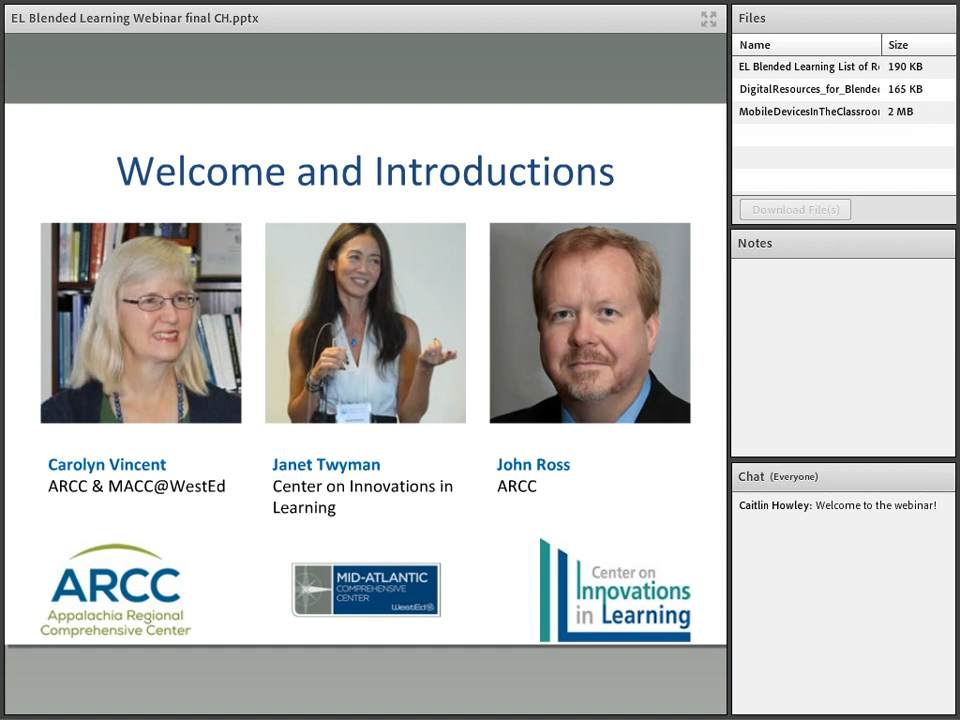 EL Blended Learning Webinar final CH.pptx
Welcome and Introductions
Carolyn Vincent
ARCC & MACC@WestEd
Janet Twyman
Center on Innovations in
Learning
John Ross
ARCC
ARCC
Appalachia Regional
Comprehensive Center
MID-ATLANTIC
COMPREHENSIVE
CENTER
WestEd
Center on
Innovations
in Learning
Files
Name Size
EL Blended Learning List of R 190 KB
DigitalResources_for_Blende 165 KB
MobileDevicesInTheClassroo 2 MB
Download File(s)
Notes
Chat (Everyone)
Caitlin Howley: Welcome to the webinar!